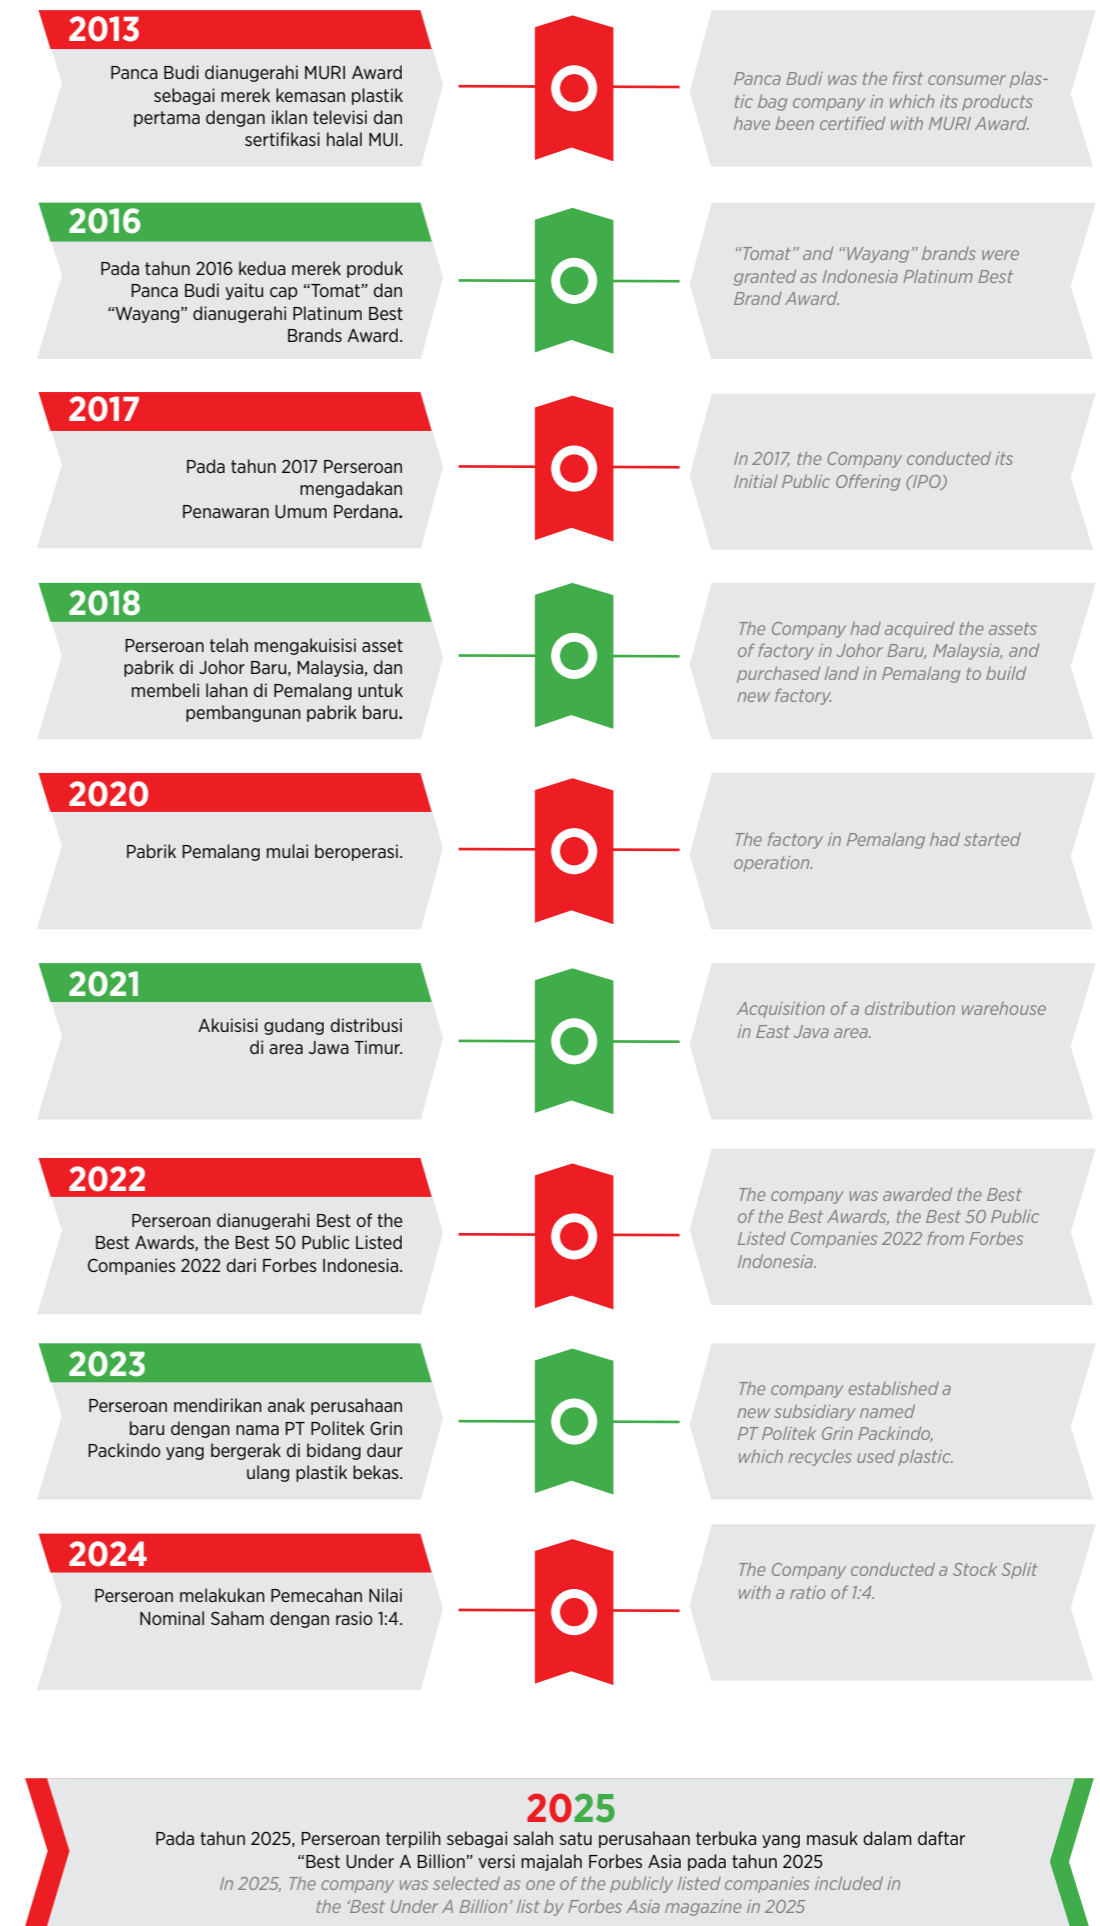 2013
Panca Budi dianugerahi MURI Award
sebagai merek kemasan plastik
pertama dengan iklan televisi dan
sertifikasi halal MUI.
Panca Budi was the first consumer plas-
tic bag company in which its products
have been certified with MURI Award.
2016
Pada tahun 2016 kedua merek produk
Panca Budi yaitu cap “Tomat” dan
“Wayang” dianugerahi Platinum Best
Brands Award.
“Tomat” and “Wayang” brands were
granted as Indonesia Platinum Best
Brand Award.
2017
Pada tahun 2017 Perseroan
mengadakan
Penawaran Umum Perdana.
In 2017, the Company conducted its
Initial Public Offering (IPO)
2018
Perseroan telah mengakuisisi asset
pabrik di Johor Baru, Malaysia, dan
membeli lahan di Pemalang untuk
pembangunan pabrik baru.
The Company had acquired the assets
of factory in Johor Baru, Malaysia, and
purchased land in Pemalang to build
new factory.
2020
Pabrik Pemalang mulai beroperasi.
The factory in Pemalang had started
operation.
2021
Akuisisi gudang distribusi
di area Jawa Timur.
Acquisition of a distribution warehouse
in East Java area.
2022
Perseroan dianugerahi Best of the
Best Awards, the Best 50 Public Listed
Companies 2022 dari Forbes Indonesia.
The company was awarded the Best
of the Best Awards, the Best 50 Public
Listed Companies 2022 from Forbes
Indonesia.
2023
Perseroan mendirikan anak perusahaan
baru dengan nama PT Politek Grin
Packindo yang bergerak di bidang daur
ulang plastik bekas.
The company established a
new subsidiary named
PT Politek Grin Packindo,
which recycles used plastic.
2024
Perseroan melakukan Pemecahan Nilai
Nominal Saham dengan rasio 1:4.
The Company conducted a Stock Split
with a ratio of 1:4.
2025
Pada tahun 2025, Perseroan terpilih sebagai salah satu perusahaan terbuka yang masuk dalam daftar
“Best Under A Billion” versi majalah Forbes Asia pada tahun 2025
In 2025, The company was selected as one of the publicly listed companies included in
the ‘Best Under A Billion’ list by Forbes Asia magazine in 2025